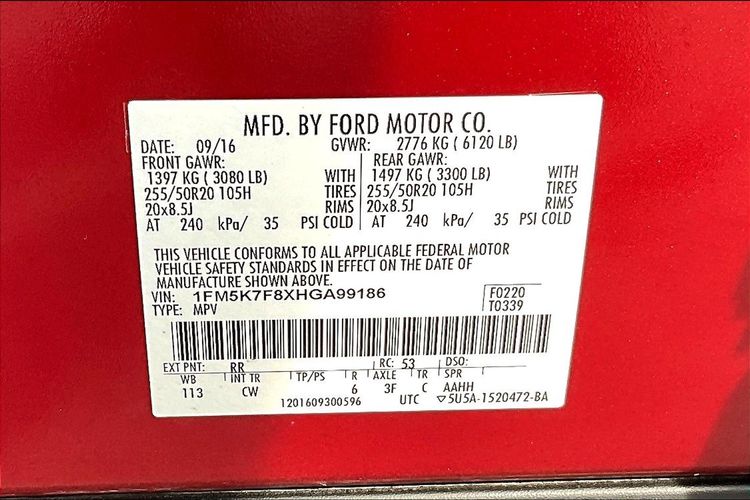 MFD. BY FORD MOTOR CO.
DATE: 09/16 GVWR: 2776 KG ( 6120 LB)
FRONT GAWR: REAR GAWR:
1397 KG ( 3080 LB) WITH 1497 KG ( 3300 LB) WITH
255/50R20 105H TIRES 255/50R20 105H TIRES
20x8.5J RIMS 20x8.5J RIMS
AT 240 kPa/ 35 PSI COLD AT 240 kPa/ 35 PSI COLD
THIS VEHICLE CONFORMS TO ALL APPLICABLE FEDERAL MOTOR
VEHICLE SAFETY STANDARDS IN EFFECT ON THE DATE OF
MANUFACTURE SHOWN ABOVE.
VIN: 1FM5K7F8XHGA99186 F0220
TYPE: MPV T0339
EXT PNT: RR RC: 53 DSO:
WB INT TR TP/PS R AXLE TR SPR
113 CW 6 3F C AAHH
1201609300596 UTC ▽5U5A-1520472-BA